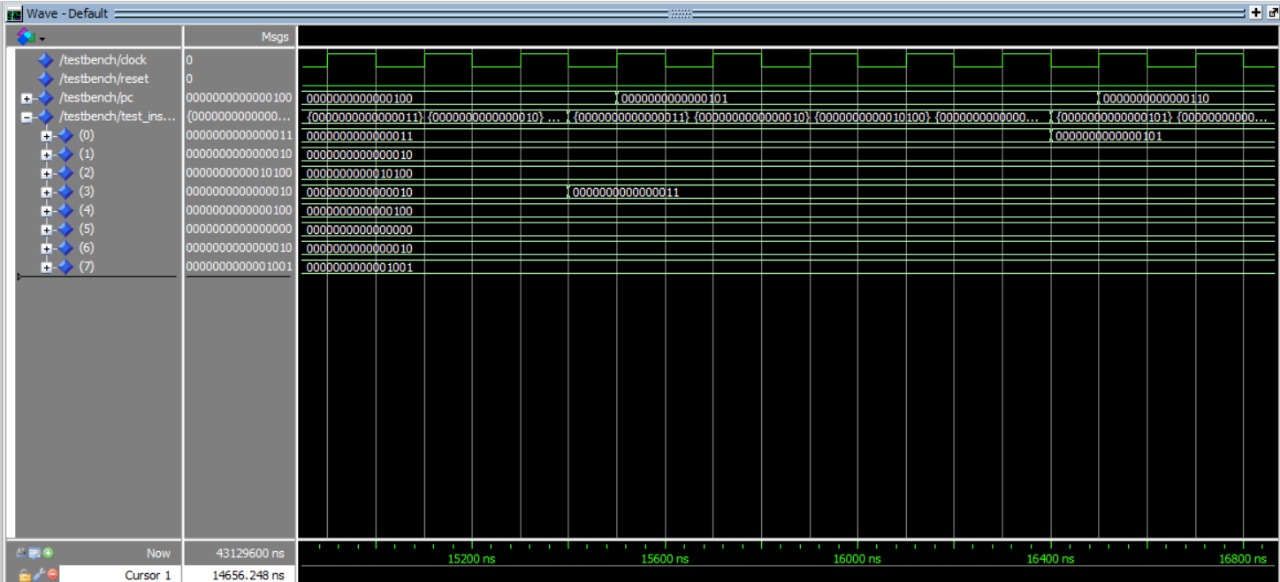 Wave - Default
Msgs
/testbench/clock 0
/testbench/reset 0
/testbench/pc 0000000000000100 0000000000000100 0000000000000101 0000000000000110
/testbench/test_ins... {0000000000000... {0000000000000011} {0000000000000010} ... {0000000000000011} {0000000000000010} {0000000000010100} {000000000000... {0000000000000101} {00000000000...
(0) 0000000000000011 0000000000000011 0000000000000101
(1) 0000000000000010 0000000000000010
(2) 0000000000010100 0000000000010100
(3) 0000000000000010 0000000000000010 0000000000000011
(4) 0000000000000100 0000000000000100
(5) 0000000000000000 0000000000000000
(6) 0000000000000010 0000000000000010
(7) 0000000000001001 0000000000001001
Now 43129600 ns 15200 ns 15600 ns 16000 ns 16400 ns 16800 ns
Cursor 1 14656.248 ns